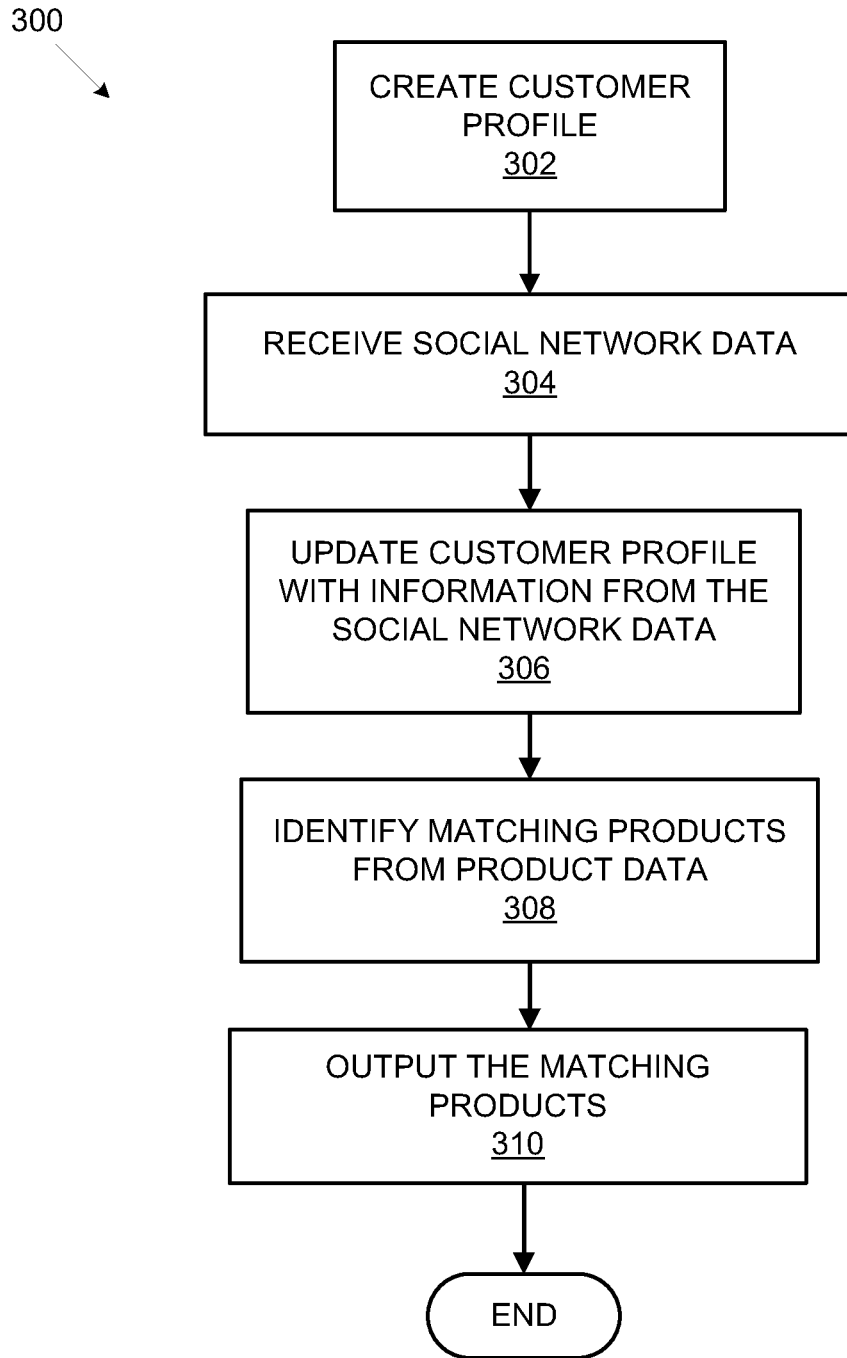 300
CREATE CUSTOMER
PROFILE
302
RECEIVE SOCIAL NETWORK DATA
304
UPDATE CUSTOMER PROFILE
WITH INFORMATION FROM THE
SOCIAL NETWORK DATA
306
IDENTIFY MATCHING PRODUCTS
FROM PRODUCT DATA
308
OUTPUT THE MATCHING
PRODUCTS
310
END